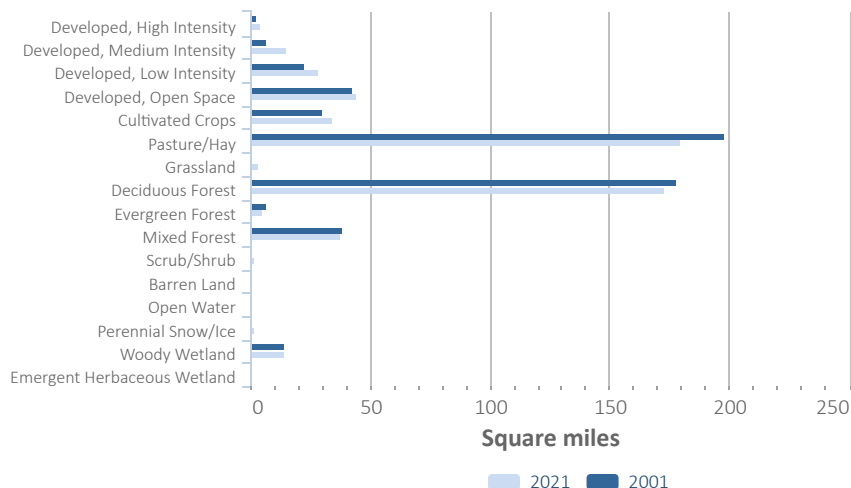 Developed, High Intensity
Developed, Medium Intensity
Developed, Low Intensity
Developed, Open Space
Cultivated Crops
Pasture/Hay
Grassland
Deciduous Forest
Evergreen Forest
Mixed Forest
Scrub/Shrub
Barren Land
Open Water
Perennial Snow/Ice
Woody Wetland
Emergent Herbaceous Wetland
0 50 100 150 200 250
Square miles
2021 2001